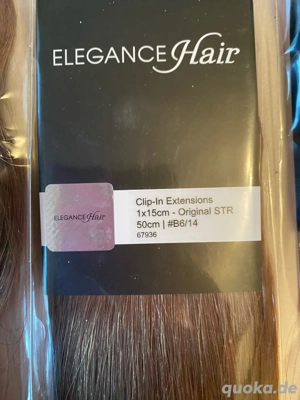 ELEGANCE Hair
ELEGANCE Hair
Clip-In Extensions
1x15cm - Original STR
50cm | #B6/14
67936
quoka.de